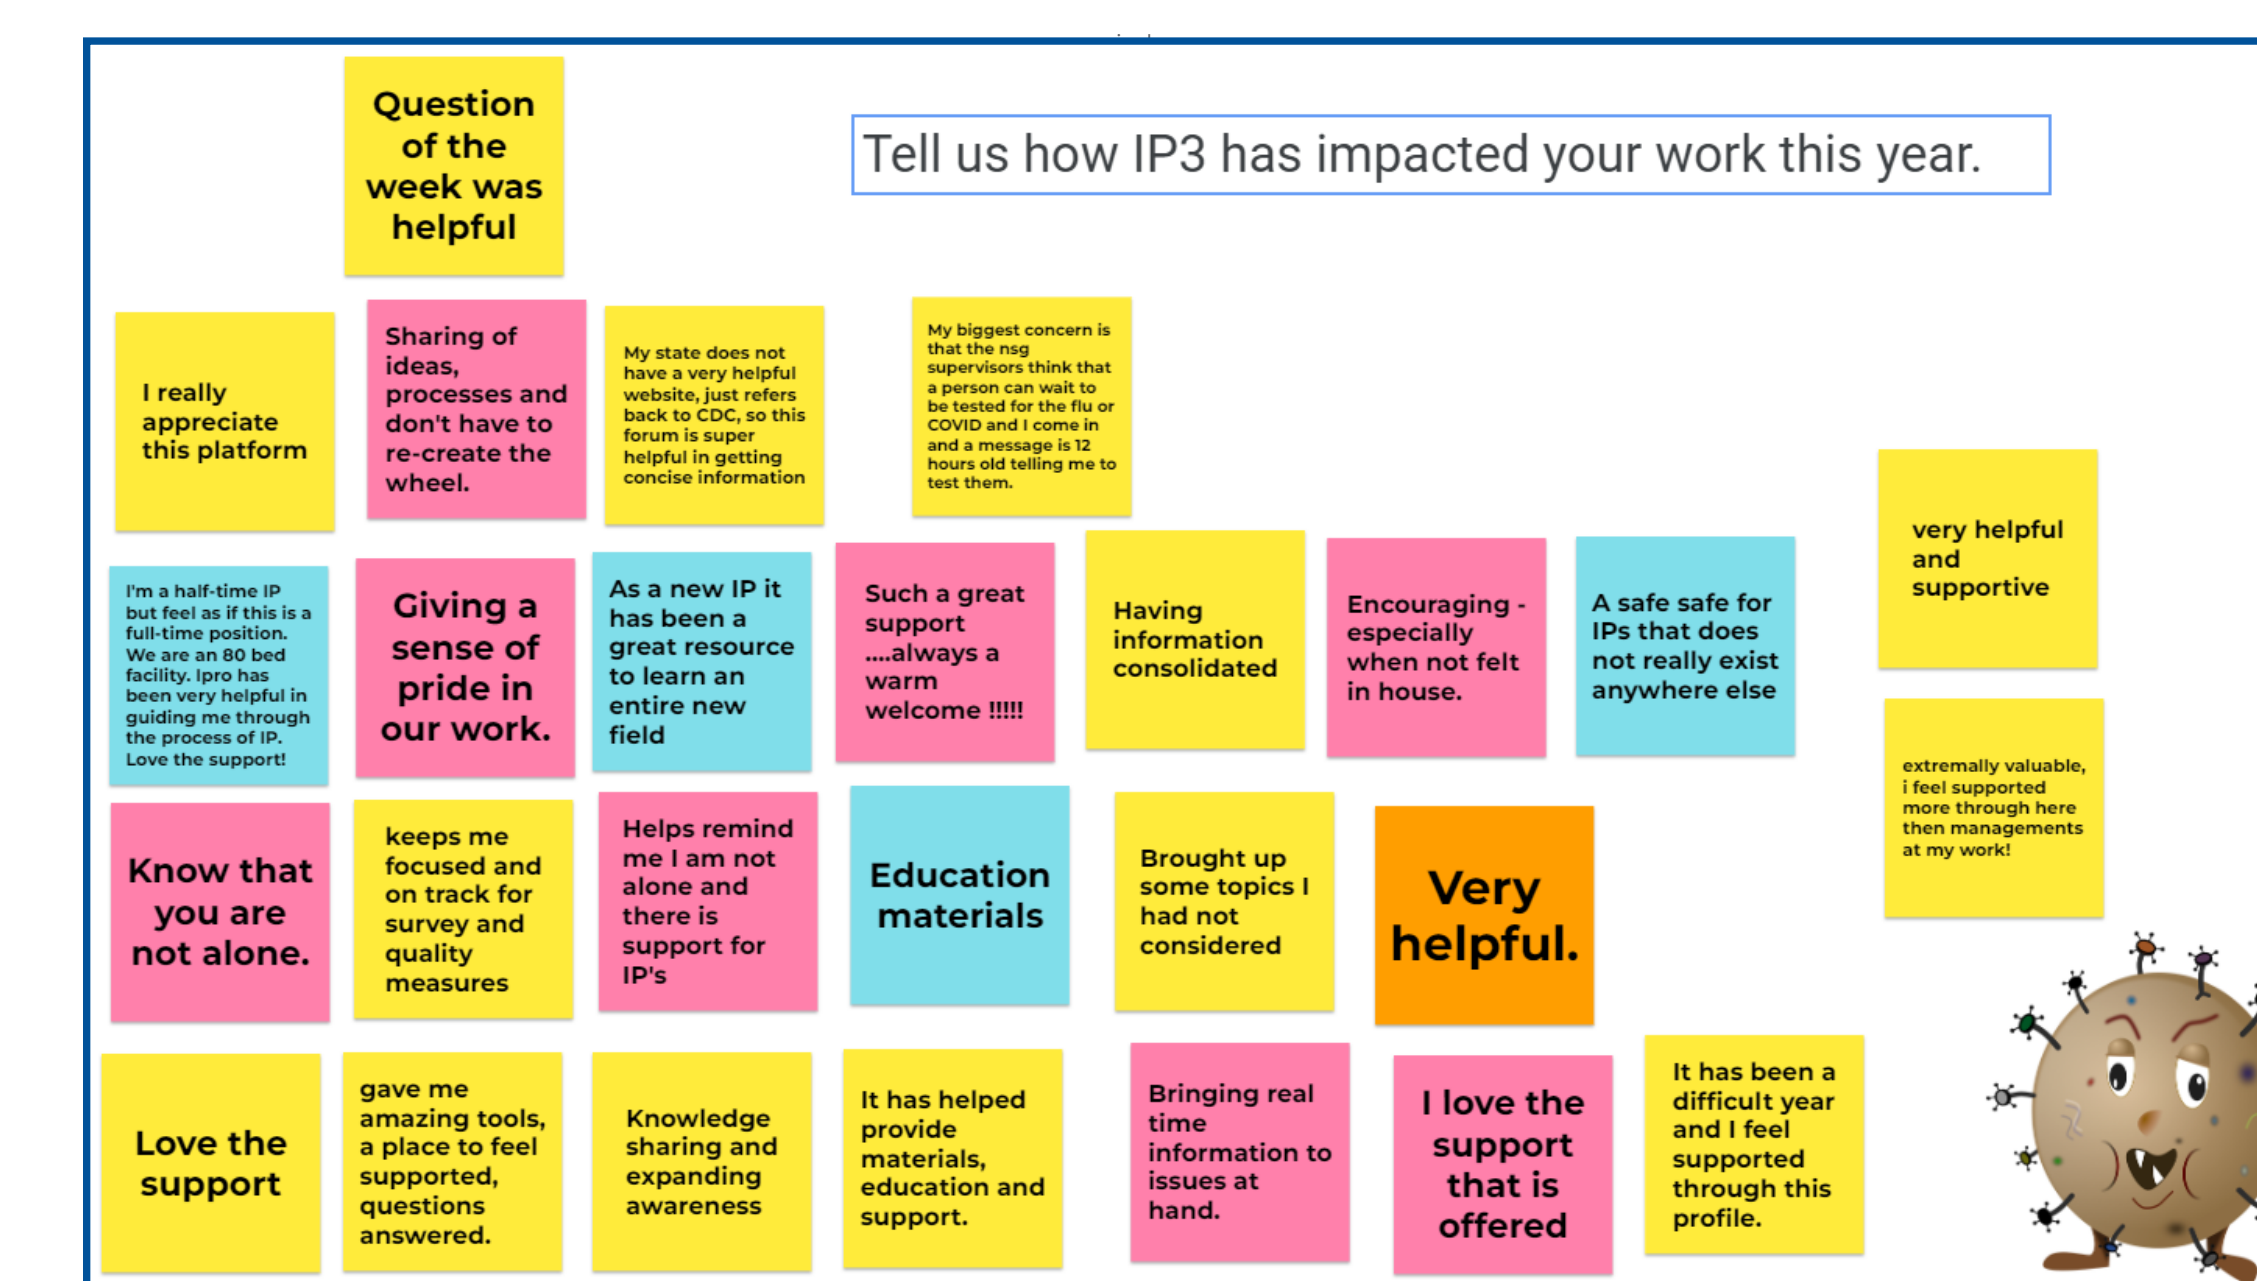 Question
of the
week was
helpful
Tell us how IP3 has impacted your work this year.
I really
appreciate
this platform
Sharing of
ideas,
processes and
don't have to
re-create the
wheel.
My state does not
have a very helpful
website, just refers
back to CDC, so this
forum is super
helpful in getting
concise information
My biggest concern is
that the nsg
supervisors think that
a person can wait to
be tested for the flu or
COVID and I come in
and a message is 12
hours old telling me to
test them.
very helpful
and
supportive
I'm a half-time IP
but feel as if this is a
full-time position.
We are an 80 bed
facility. Ipro has
been very helpful in
guiding me through
the process of IP.
Love the support!
Giving a
sense of
pride in
our work.
As a new IP it
has been a
great resource
to learn an
entire new
field
Such a great
support
....always a
warm
welcome !!!!!
Having
information
consolidated
Encouraging -
especially
when not felt
in house.
A safe safe for
IPs that does
not really exist
anywhere else
extremally valuable,
i feel supported
more through here
then managements
at my work!
Know that
you are
not alone.
keeps me
focused and
on track for
survey and
quality
measures
Helps remind
me I am not
alone and
there is
support for
IP's
Education
materials
Brought up
some topics I
had not
considered
Very
helpful.
Love the
support
gave me
amazing tools,
a place to feel
supported,
questions
answered.
Knowledge
sharing and
expanding
awareness
It has helped
provide
materials,
education and
support.
Bringing real
time
information to
issues at
hand.
I love the
support
that is
offered
It has been a
difficult year
and I feel
supported
through this
profile.